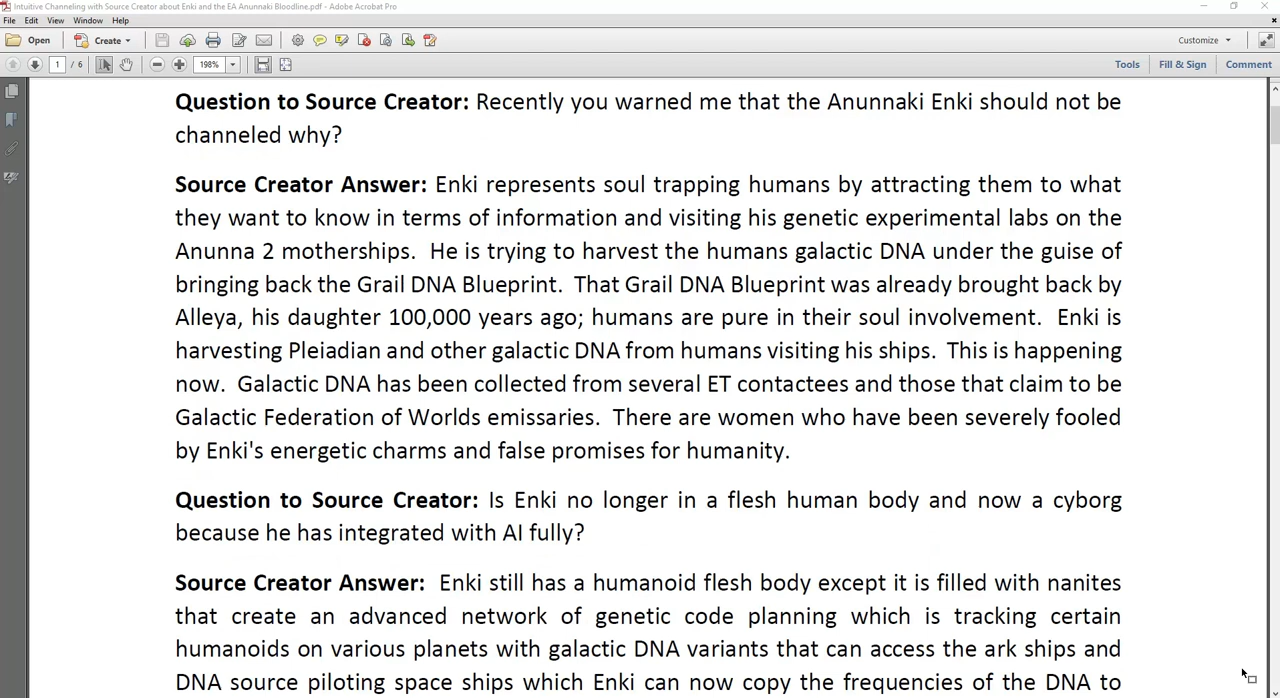 Intuitive Channeling with Source Creator about Enki and the EA Anunnaki Bloodline.pdf - Adobe Acrobat Pro
File Edit View Window Help
Open Create Customize
1 / 6 198% Tools Fill & Sign Comment
Question to Source Creator: Recently you warned me that the Anunnaki Enki should not be
channeled why?
Source Creator Answer: Enki represents soul trapping humans by attracting them to what
they want to know in terms of information and visiting his genetic experimental labs on the
Anunna 2 motherships. He is trying to harvest the humans galactic DNA under the guise of
bringing back the Grail DNA Blueprint. That Grail DNA Blueprint was already brought back by
Alleya, his daughter 100,000 years ago; humans are pure in their soul involvement. Enki is
harvesting Pleiadian and other galactic DNA from humans visiting his ships. This is happening
now. Galactic DNA has been collected from several ET contactees and those that claim to be
Galactic Federation of Worlds emissaries. There are women who have been severely fooled
by Enki's energetic charms and false promises for humanity.
Question to Source Creator: Is Enki no longer in a flesh human body and now a cyborg
because he has integrated with AI fully?
Source Creator Answer: Enki still has a humanoid flesh body except it is filled with nanites
that create an advanced network of genetic code planning which is tracking certain
humanoids on various planets with galactic DNA variants that can access the ark ships and
DNA source piloting space ships which Enki can now copy the frequencies of the DNA to